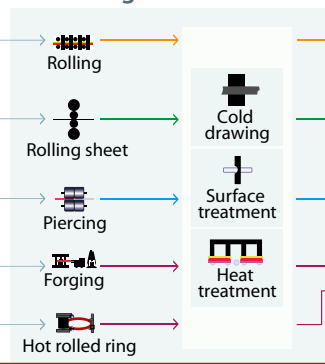 Rolling
Rolling sheet
Piercing
Forging
Hot rolled ring
Cold
drawing
Surface
treatment
Heat
treatment